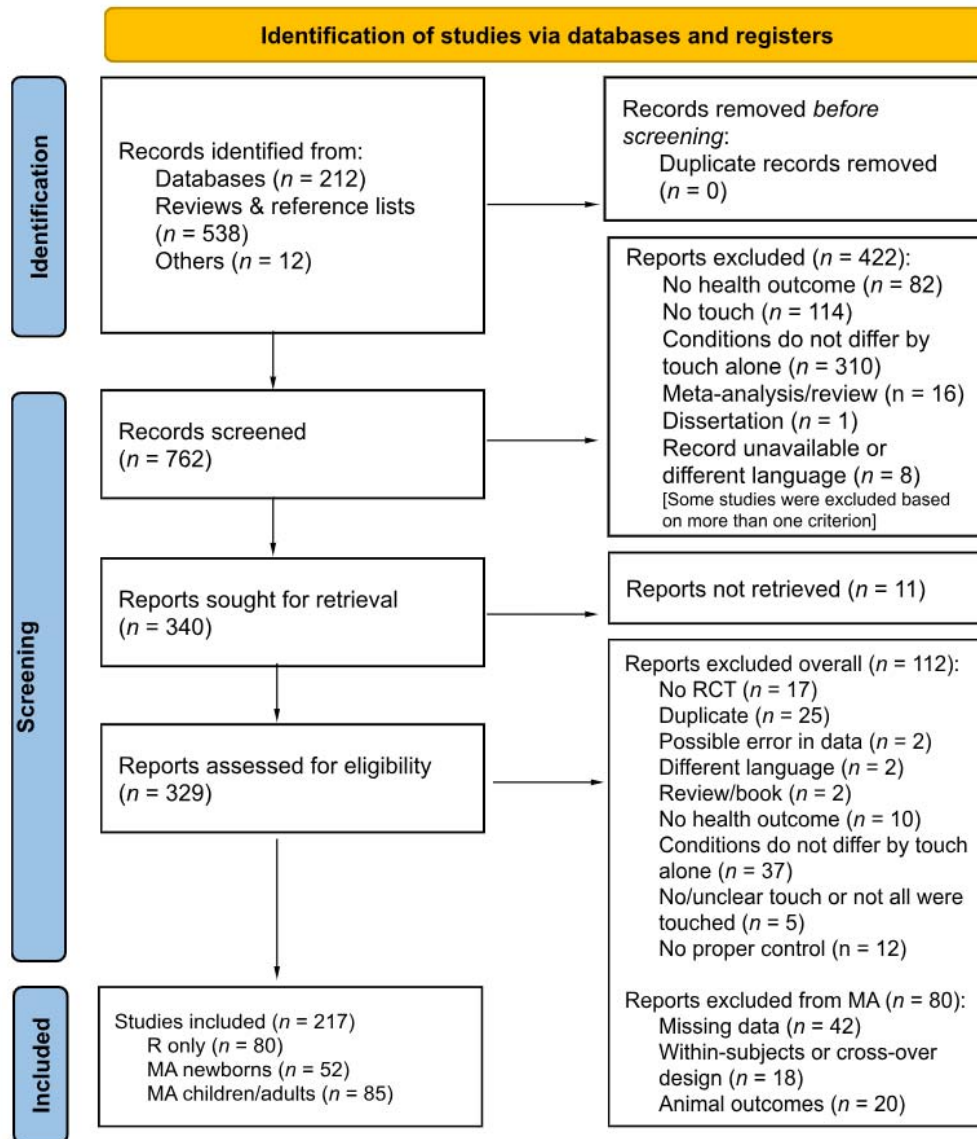 Identification of studies via databases and registers
Identification
Records identified from:
Databases (n = 212)
Reviews & reference lists
(n = 538)
Others (n = 12)
Records removed before
screening:
Duplicate records removed
(n = 0)
Reports excluded (n = 422):
No health outcome (n = 82)
No touch (n = 114)
Conditions do not differ by
touch alone (n = 310)
Meta-analysis/review (n = 16)
Dissertation (n = 1)
Record unavailable or
different language (n = 8)
[Some studies were excluded based
on more than one criterion]
Screening
Records screened
(n = 762)
Reports sought for retrieval
(n = 340)
Reports not retrieved (n = 11)
Reports assessed for eligibility
(n = 329)
Reports excluded overall (n = 112):
No RCT (n = 17)
Duplicate (n = 25)
Possible error in data (n = 2)
Different language (n = 2)
Review/book (n = 2)
No health outcome (n = 10)
Conditions do not differ by touch
alone (n = 37)
No/unclear touch or not all were
touched (n = 5)
No proper control (n = 12)
Reports excluded from MA (n = 80):
Missing data (n = 42)
Within-subjects or cross-over
design (n = 18)
Animal outcomes (n = 20)
Included
Studies included (n = 217)
R only (n = 80)
MA newborns (n = 52)
MA children/adults (n = 85)